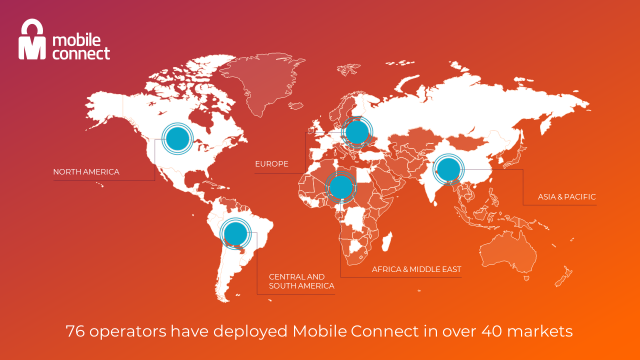 mobile
connect
NORTH AMERICA
EUROPE
ASIA & PACIFIC
AFRICA & MIDDLE EAST
CENTRAL AND
SOUTH AMERICA
76 operators have deployed Mobile Connect in over 40 markets